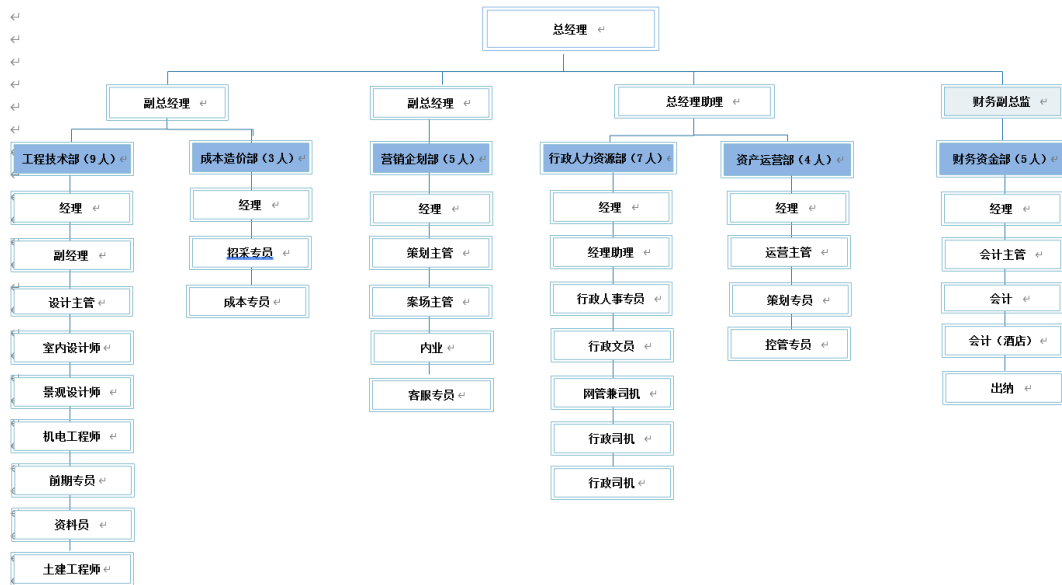 总经理
副总经理
副总经理
总经理助理
财务副总监
工程技术部（9人）
成本造价部（3人）
营销企划部（5人）
行政人力资源部（7人）
资产运营部（4人）
财务资金部（5人）
经理
副经理
设计主管
室内设计师
景观设计师
机电工程师
前期专员
资料员
土建工程师
经理
招采专员
成本专员
经理
策划主管
案场主管
内业
客服专员
经理
经理助理
行政人事专员
行政文员
网管兼司机
行政司机
行政司机
经理
运营主管
策划专员
控管专员
经理
会计主管
会计
会计（酒店）
出纳